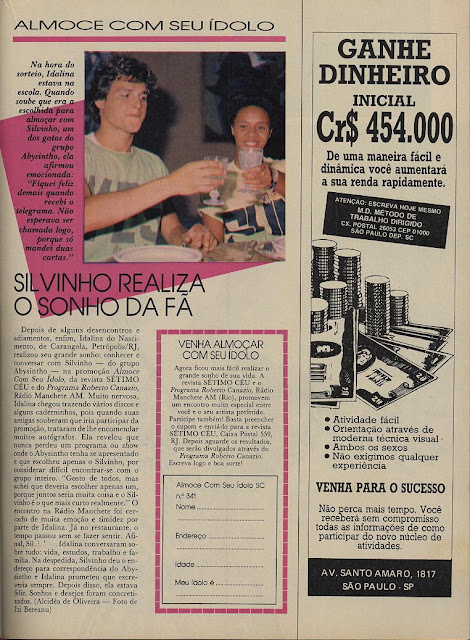 ALMOCE COM SEU ÍDOLO
Na hora do
sorteio, Idalina
estava na
escola. Quando
soube que era a
escolhida para
almoçar com
Silvinho, um
dos gatos do
grupo
Abysintho, ela
afirmou
emocionada:
"Fiquei feliz
demais
quando
recebi o
telegrama. Não
esperava ser
chamada logo,
porque só
mandei duas
cartas."
SILVINHO REALIZA
O SONHO DA FÃ
Depois de alguns desencontros e
adiamentos, enfim, Idalina do Nasci-
mento, de Carangola, Petrópolis/RJ,
realizou seu grande sonho: conhecer e
conversar com Silvinho — do grupo
Abysintho — na promoção Almoce
Com Seu Ídolo, da revista SÉTIMO
CÉU e do Programa Roberto Canazio,
Rádio Manchete AM. Muito nervosa,
Idalina chegou trazendo vários discos e
alguns caderninhos, pois quando suas
amigas souberam que iria participar da
promoção, trataram de lhe encomendar
muitos autógrafos. Ela revelou que
nunca perdeu um programa ou show
onde o Abysintho tenha se apresentado
e que escolheu apenas o Silvinho, por
considerar difícil encontrar-se com o
grupo inteiro. "Gosto de todos, mas
achei que deveria escolher apenas um,
porque juntos seria muita coisa e o Sil-
vinho é o que mais curto realmente." O
encontro na Rádio Manchete foi cer-
cado de muita emoção e timidez por
parte de Idalina. Já no restaurante, o
tempo passou sem se fazer sentir. Afi-
nal, Idalina conversaram so-
bre tudo: vida, estudos, trabalho e fa-
mília. Na despedida, Silvinho deu o en-
dereço para correspondência do Aby-
sintho e Idalina prometeu que escre-
veria sempre. Depois disso, ela estava
feliz. Sonhos e desejos foram concreti-
zados. (Alcidéa de Oliveira — Foto de
Izi Bereanu)
VENHA ALMOÇAR
COM SEU ÍDOLO
Agora ficou mais fácil realizar o
grande sonho de sua vida. A
revista SÉTIMO CÉU e o
Programa Roberto Canazio, Rádio
Manchete AM (Rio), promovem
um encontro muito especial entre
você e o seu artista preferido.
Participe também! Basta preencher
o cupom e enviá-lo para a revista
SÉTIMO CÉU, Caixa Postal 559,
RJ. Depois aguarde os resultados,
que serão divulgados através do
Programa Roberto Canazio.
Escreva logo e boa sorte!
Almoce Com Seu Ídolo SC
n.º 341
Nome
Endereço
Idade
Meu ídolo é
GANHE
DINHEIRO
INICIAL
Cr$ 454.000
De uma maneira fácil e
dinâmica você aumentará
a sua renda rapidamente.
ATENÇÃO: ESCREVA HOJE MESMO
M.D. MÉTODO DE
TRABALHO DIRIGIDO
CX. POSTAL 26053 CEP 01000
SÃO PAULO DEP. SC
• Atividade fácil
• Orientação através de
moderna técnica visual
• Ambos os sexos
• Não exigimos qualquer
experiência
VENHA PARA O SUCESSO
Não perca mais tempo. Você
receberá sem compromisso
todas as informações de como
participar do novo núcleo de
atividades.
AV. SANTO AMARO, 1817
SÃO PAULO - SP